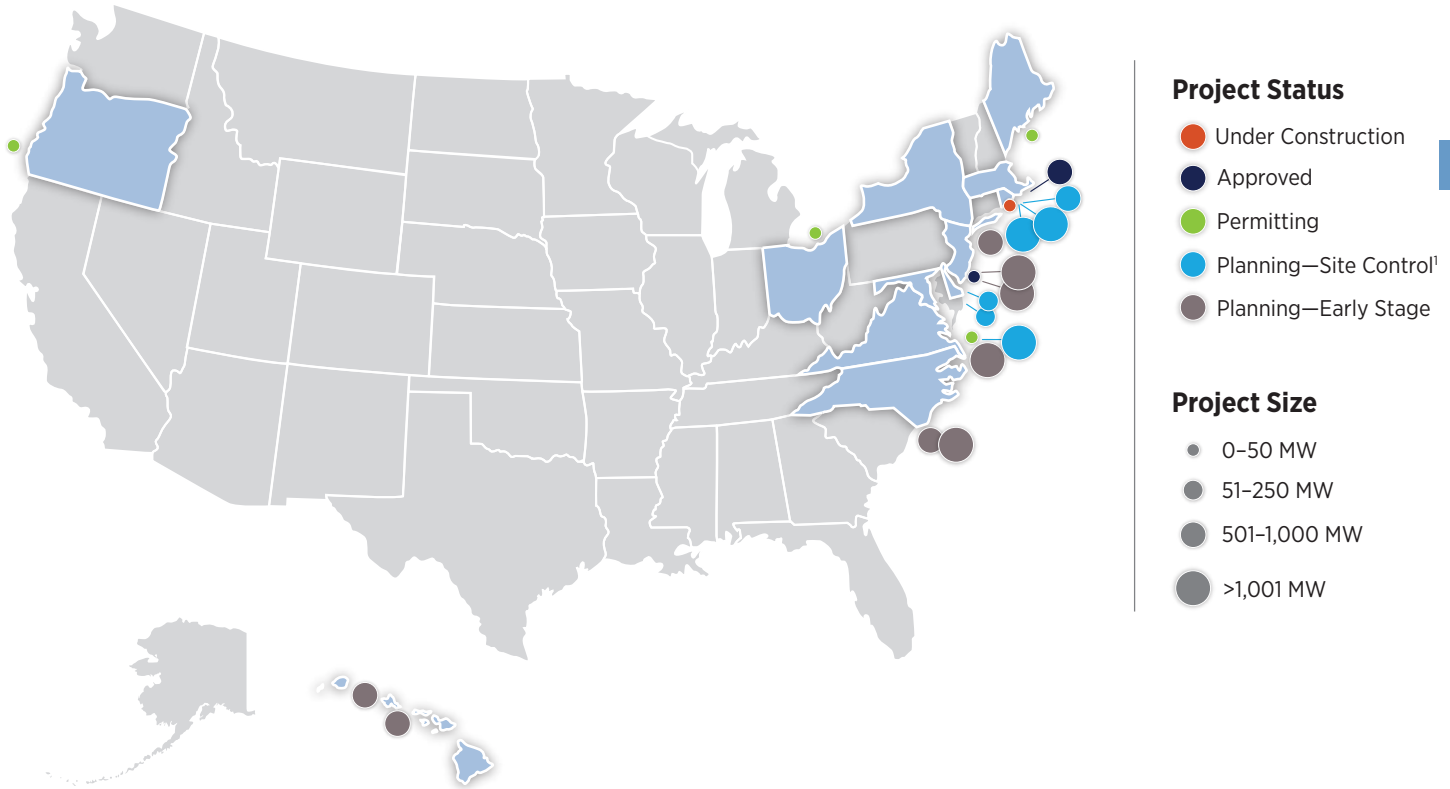 Project Status
Under Construction
Approved
Permitting
Planning—Site Control¹
Planning—Early Stage
Project Size
0–50 MW
51–250 MW
501–1,000 MW
>1,001 MW